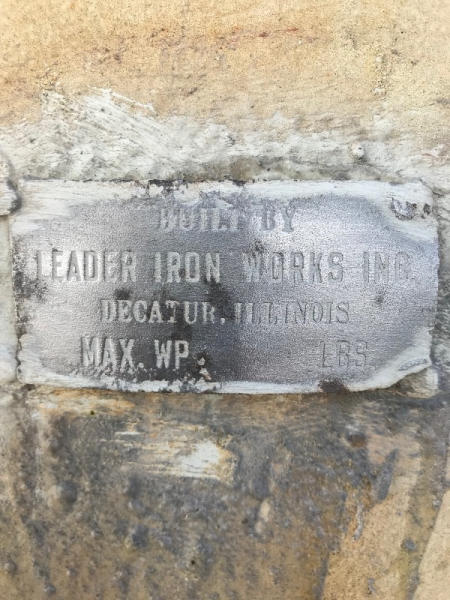 BUILT BY
LEADER IRON WORKS INC.
DECATUR, ILLINOIS
MAX. WP. LBS.